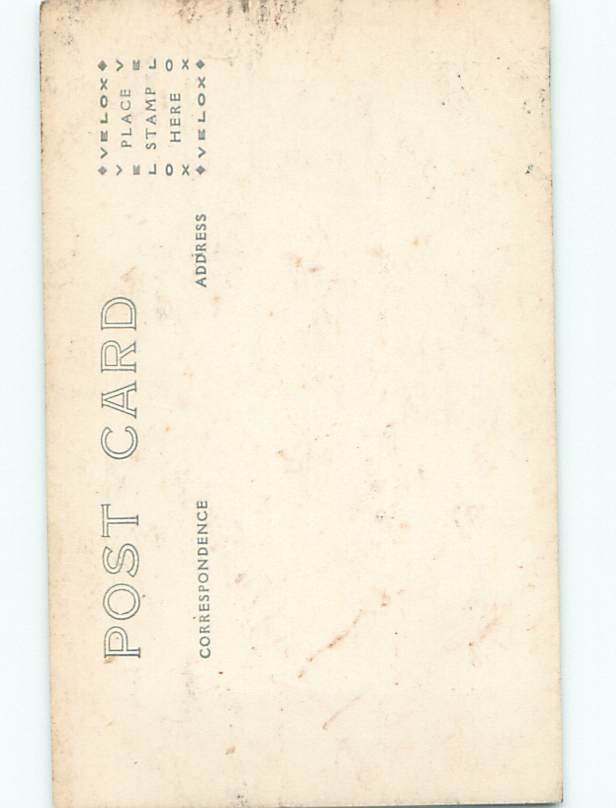 POST CARD
◆VELOX◆
V PLACE V
E E
L STAMP L
O HERE O
X X
◆VELOX◆
CORRESPONDENCE
ADDRESS